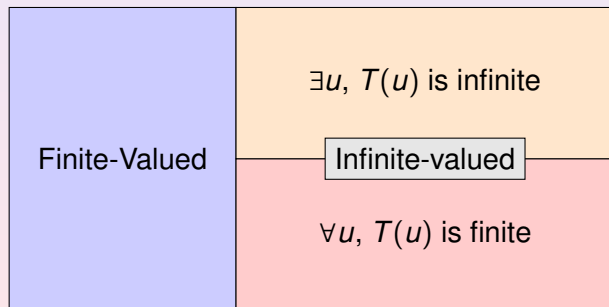 ∃u, T(u) is infinite
Finite-Valued
Infinite-valued
∀u, T(u) is finite